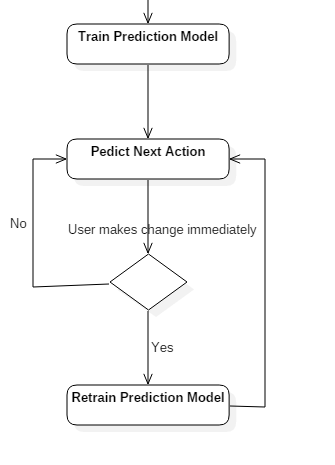 Train Prediction Model
Pedict Next Action
No
User makes change immediately
Yes
Retrain Prediction Model